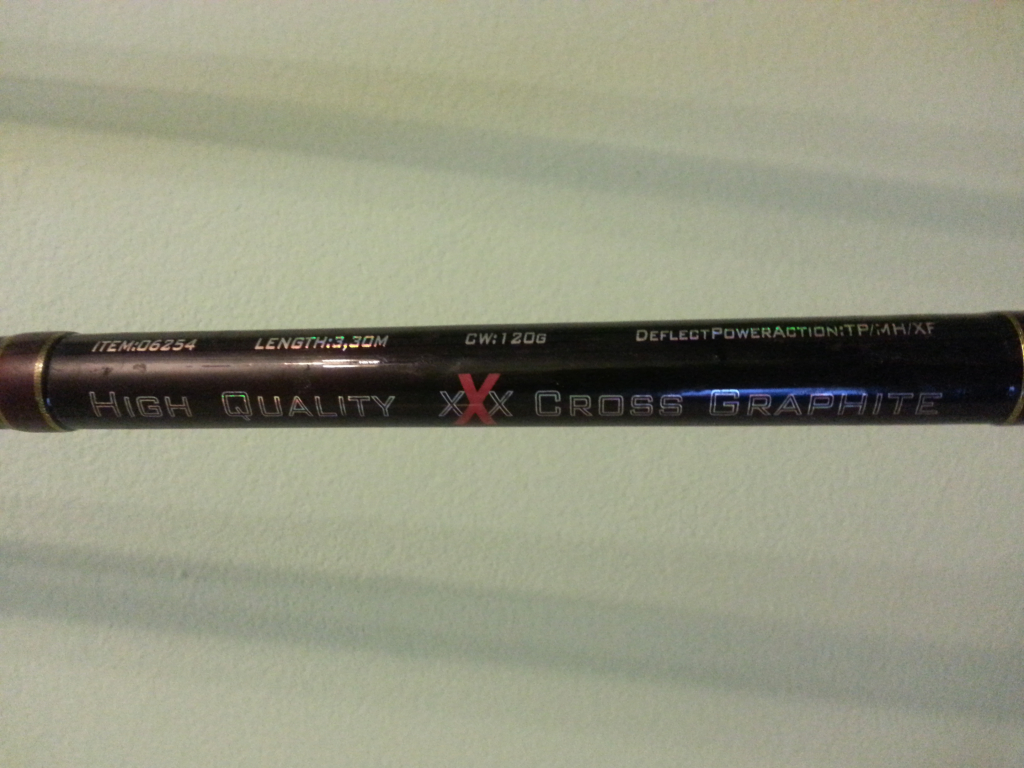 ITEM:06254 LENGTH:3,30M CW:120G DEFLECTPOWERACTION:TP/MH/XF
HIGH QUALITY XXX CROSS GRAPHITE